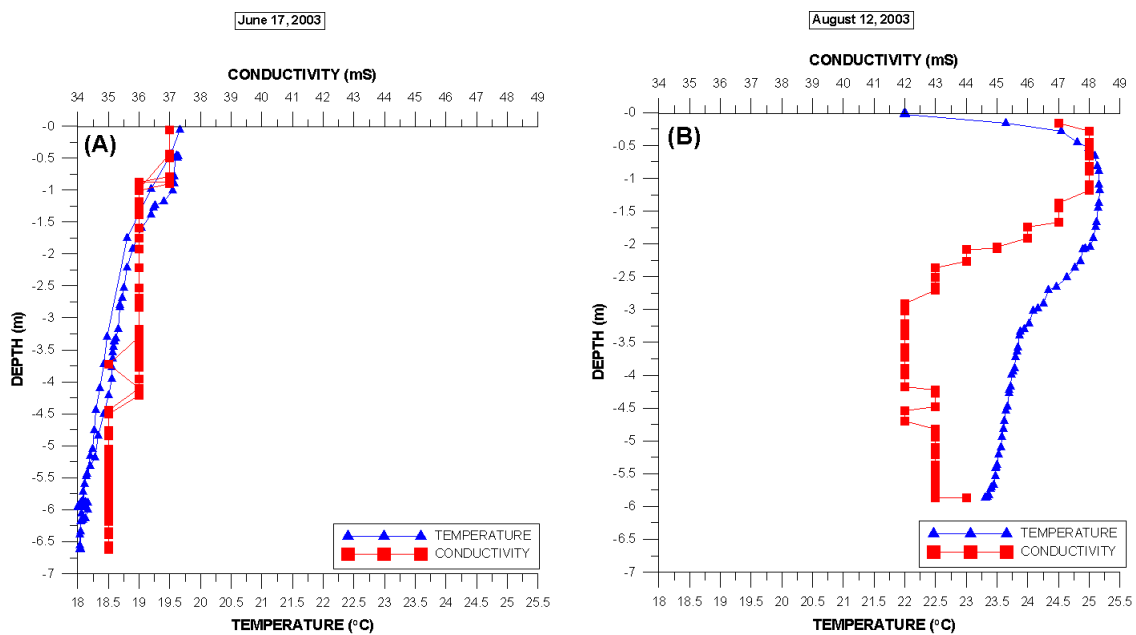 June 17, 2003
CONDUCTIVITY (mS)
34 35 36 37 38 39 40 41 42 43 44 45 46 47 48 49
(A)
-0
-0.5
-1
-1.5
-2
-2.5
-3
-3.5
-4
-4.5
-5
-5.5
-6
-6.5
-7
DEPTH (m)
TEMPERATURE
CONDUCTIVITY
18 18.5 19 19.5 20 20.5 21 21.5 22 22.5 23 23.5 24 24.5 25 25.5
TEMPERATURE (°C)
August 12, 2003
CONDUCTIVITY (mS)
34 35 36 37 38 39 40 41 42 43 44 45 46 47 48 49
(B)
-0
-0.5
-1
-1.5
-2
-2.5
-3
-3.5
-4
-4.5
-5
-5.5
-6
-6.5
-7
DEPTH (m)
TEMPERATURE
CONDUCTIVITY
18 18.5 19 19.5 20 20.5 21 21.5 22 22.5 23 23.5 24 24.5 25 25.5
TEMPERATURE (°C)